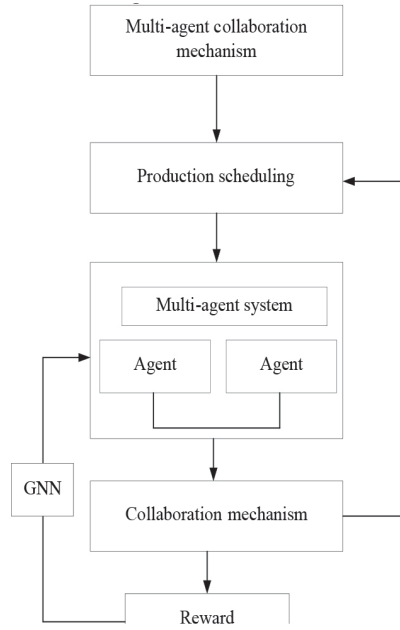 Multi-agent collaboration
mechanism
Production scheduling
Multi-agent system
Agent
Agent
GNN
Collaboration mechanism
Reward